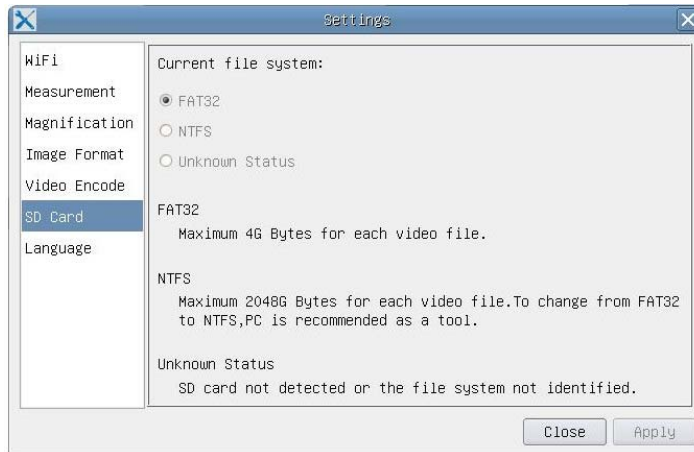 Settings
WiFi
Measurement
Magnification
Image Format
Video Encode
SD Card
Language
Current file system:
FAT32
NTFS
Unknown Status
FAT32
Maximum 4G Bytes for each video file.
NTFS
Maximum 2048G Bytes for each video file.To change from FAT32
to NTFS,PC is recommended as a tool.
Unknown Status
SD card not detected or the file system not identified.
Close
Apply